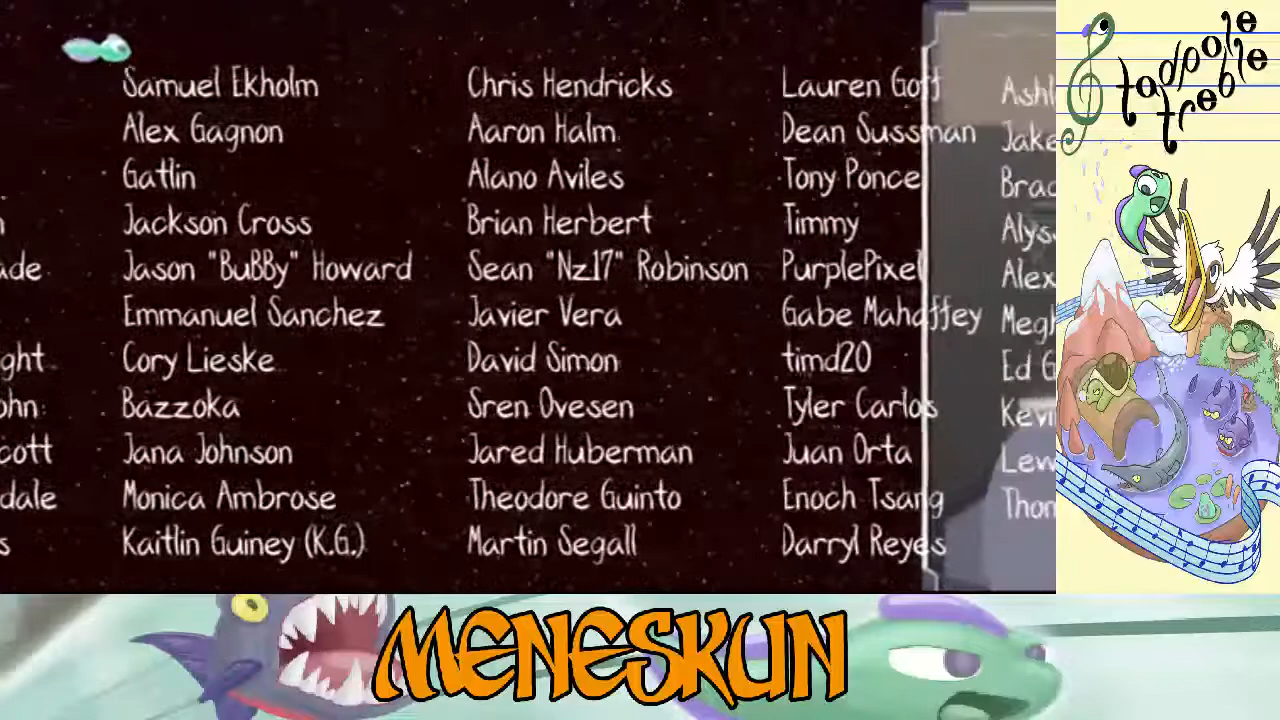 Samuel Ekholm
Alex Gagnon
Gatlin
Jackson Cross
Jason "BuBBy" Howard
Emmanuel Sanchez
Cory Lieske
Bazzoka
Jana Johnson
Monica Ambrose
Kaitlin Guiney (K.G.)
Chris Hendricks
Aaron Halm
Alano Aviles
Brian Herbert
Sean "Nz17" Robinson
Javier Vera
David Simon
Sren Ovesen
Jared Huberman
Theodore Guinto
Martin Segall
Lauren Goff
Dean Sussman
Tony Ponce
Timmy
PurplePixel
Gabe Mahaffey
timd20
Tyler Carlos
Juan Orta
Enoch Tsang
Darryl Reyes
Jake
Alex
Ed G
tadpole
treble
MENESKUN